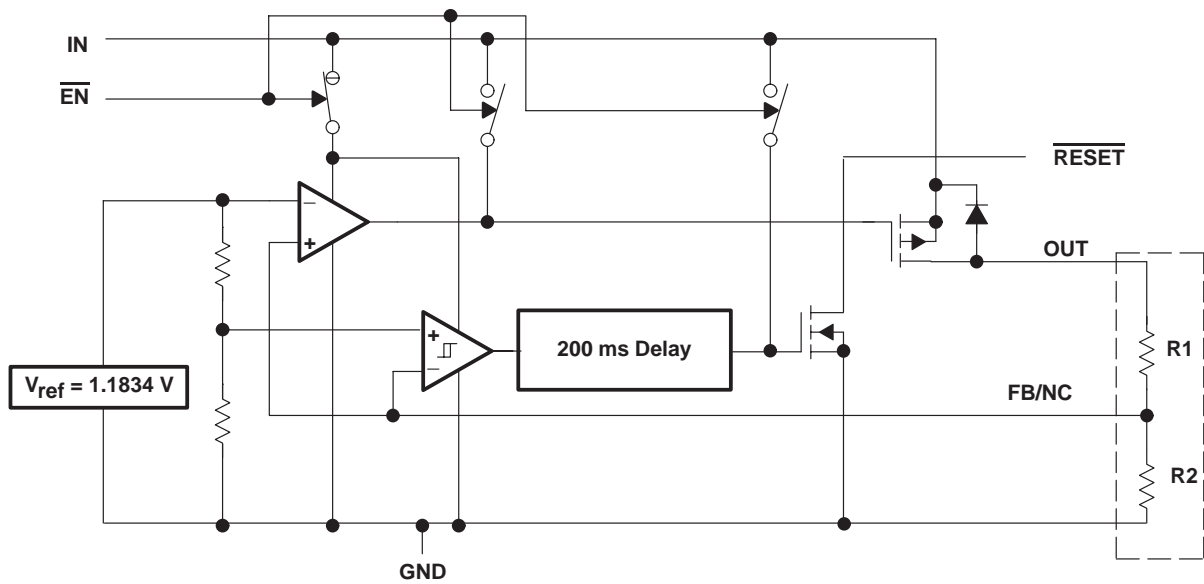 IN
EN
RESET
OUT
_
+
+
_
200 ms Delay
R1
Vref = 1.1834 V
FB/NC
R2
GND